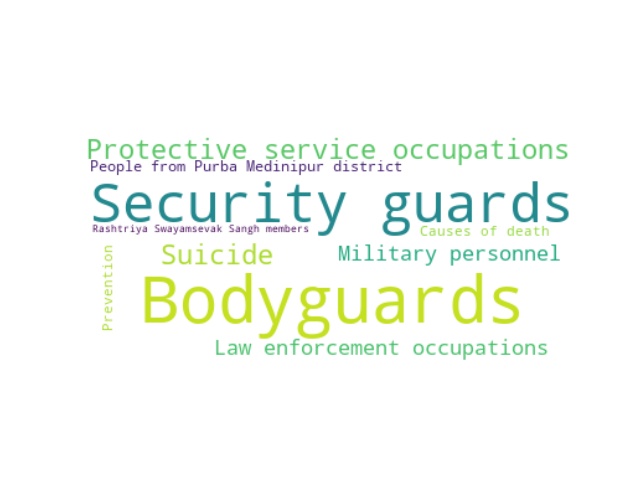 Protective service occupations
People from Purba Medinipur district
Security guards
Rashtriya Swayamsevak Sangh members
Causes of death
Suicide
Military personnel
Prevention
Bodyguards
Law enforcement occupations